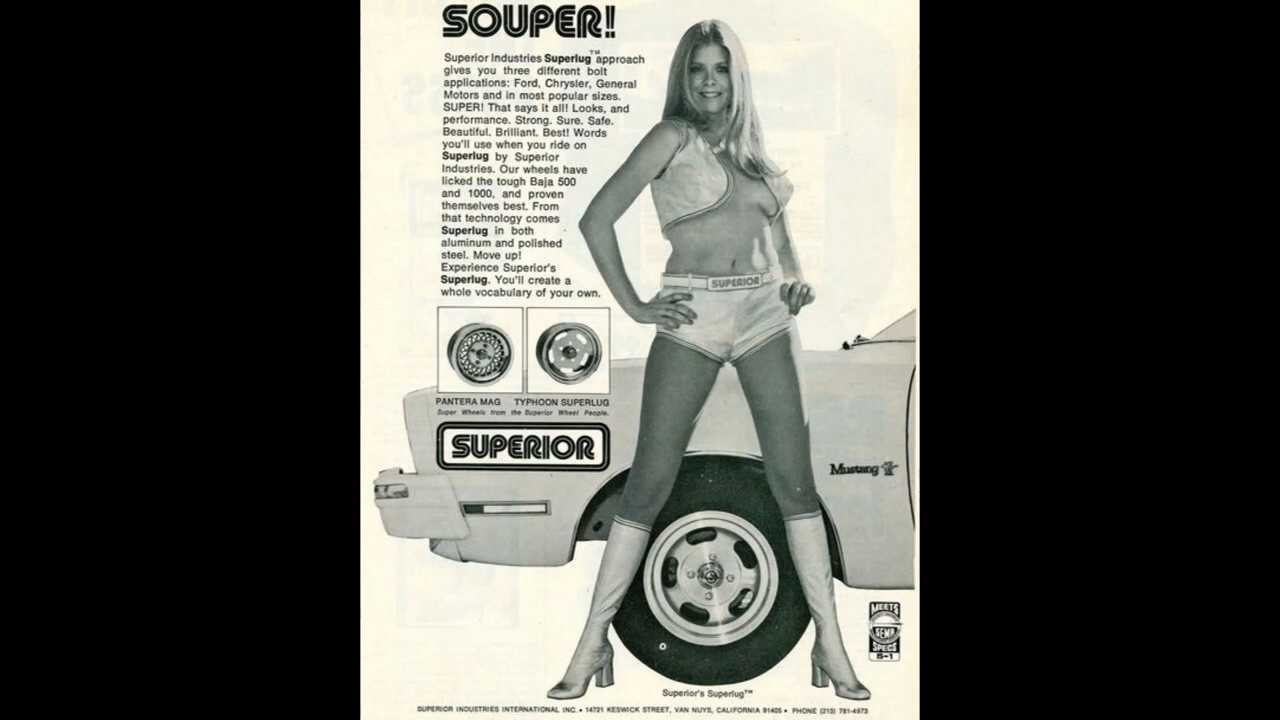 SOUPER!
Superior Industries Superlug™ approach
gives you three different bolt
applications: Ford, Chrysler, General
Motors and in most popular sizes.
SUPER! That says it all! Looks, and
performance. Strong. Sure. Safe.
Beautiful. Brilliant. Best! Words
you'll use when you ride on
Superlug by Superior
Industries. Our wheels have
licked the tough Baja 500
and 1000, and proven
themselves best. From
that technology comes
Superlug in both
aluminum and polished
steel. Move up!
Experience Superior's
Superlug. You'll create a
whole vocabulary of your own.
SUPERIOR
PANTERA MAG TYPHOON SUPERLUG
Super Wheels from the Superior Wheel People.
SUPERIOR
Mustang
MEETS
SEMA
SPECS
5-1
Superior's Superlug™
SUPERIOR INDUSTRIES INTERNATIONAL INC. • 14721 KESWICK STREET, VAN NUYS, CALIFORNIA 91405 • PHONE (213) 781-4973